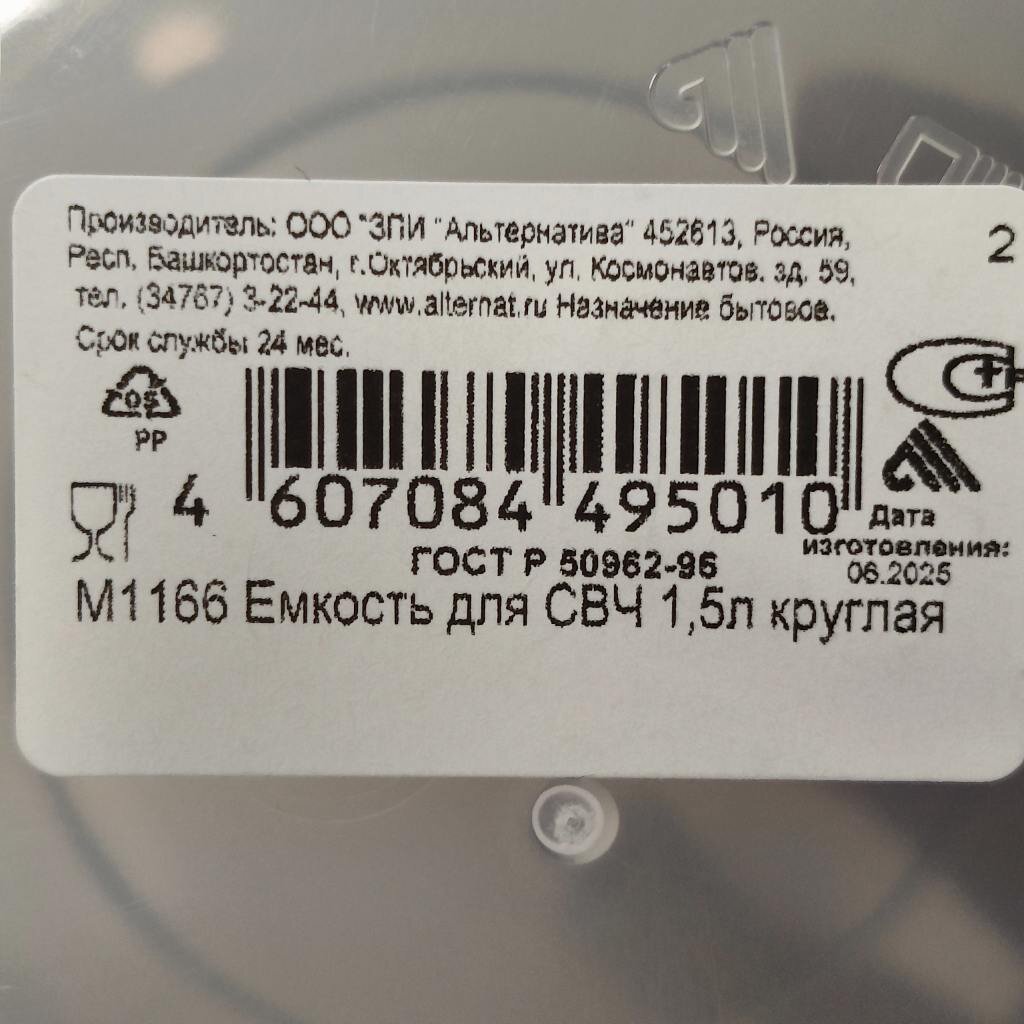 Производитель: ООО "ЗПИ "Альтернатива" 452613, Россия,
Респ. Башкортостан, г.Октябрьский, ул. Космонавтов. зд. 59,
тел. (34767) 3-22-44, www.alternat.ru Назначение бытовое.
Срок службы 24 мес.
2
05
PP
4 607084 495010
Дата
изготовления:
06.2025
ГОСТ Р 50962-96
М1166 Емкость для СВЧ 1,5л круглая